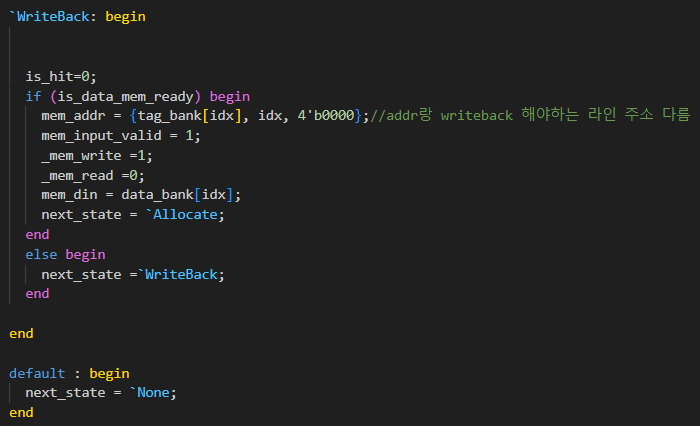 `WriteBack: begin
is_hit=0;
if (is_data_mem_ready) begin
mem_addr = {tag_bank[idx], idx, 4'b0000};//addr랑 writeback 해야하는 라인 주소 다름
mem_input_valid = 1;
_mem_write =1;
_mem_read =0;
mem_din = data_bank[idx];
next_state = `Allocate;
end
else begin
next_state =`WriteBack;
end
end
default : begin
next_state = `None;
end